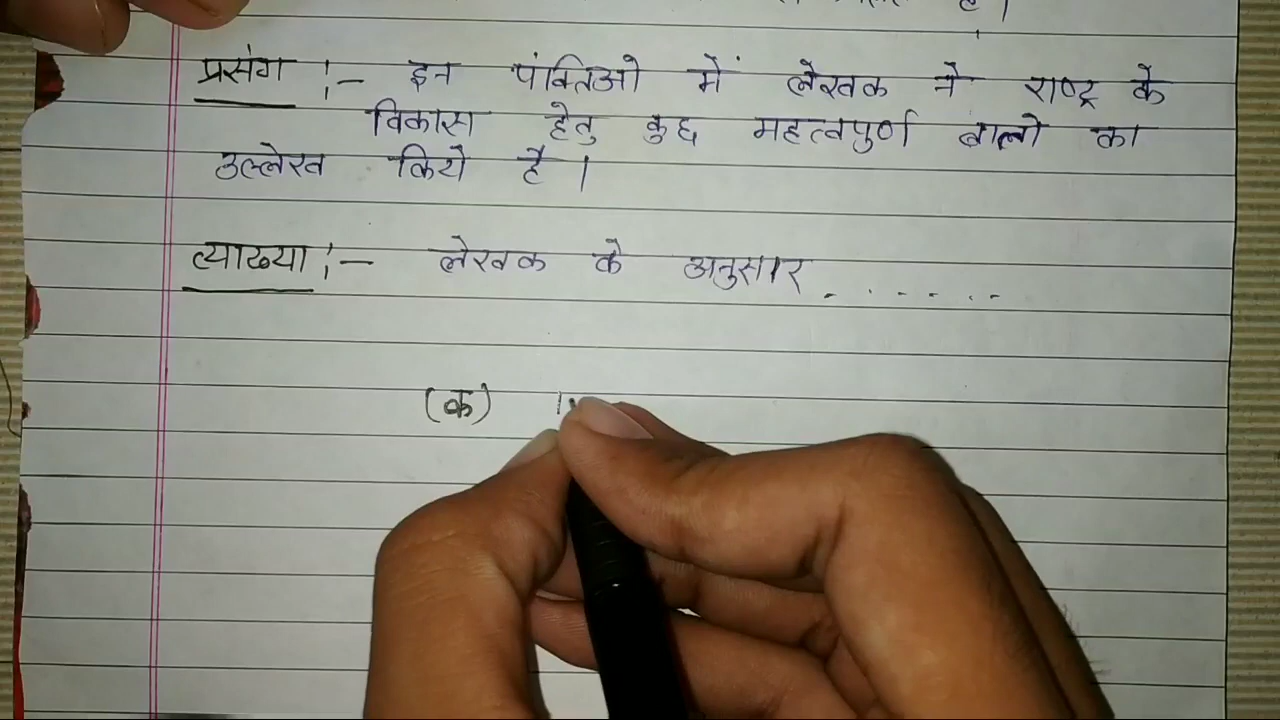 है।
प्रसंग :- इन पंक्तिओ में लेखक ने राष्ट्र के
विकास हेतु कुछ महत्वपुर्ण बातो का
उल्लेख किये है।
व्याख्या :- लेखक के अनुसार . . . . . .
(क)